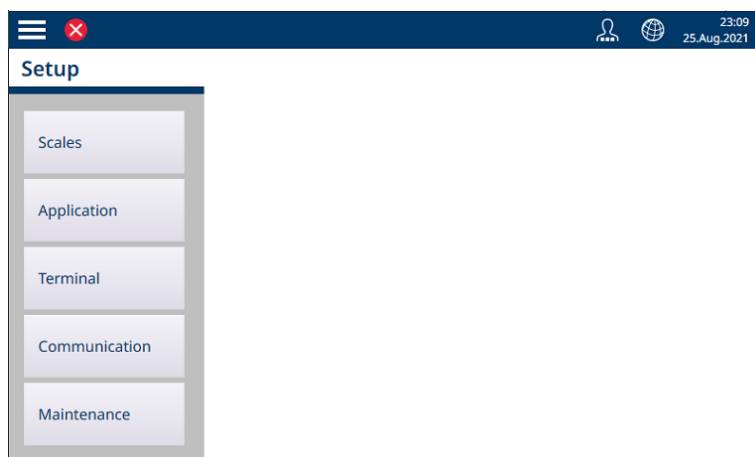 23:09
25.Aug.2021
Setup
Scales
Application
Terminal
Communication
Maintenance